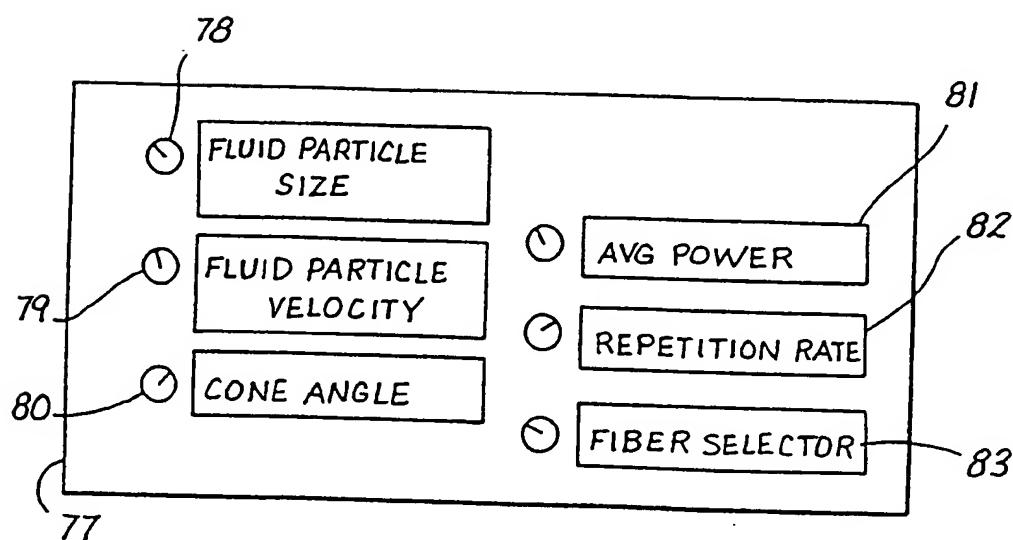 78
FLUID PARTICLE
SIZE
79
FLUID PARTICLE
VELOCITY
80
CONE ANGLE
77
81
AVG POWER
82
REPETITION RATE
FIBER SELECTOR
83